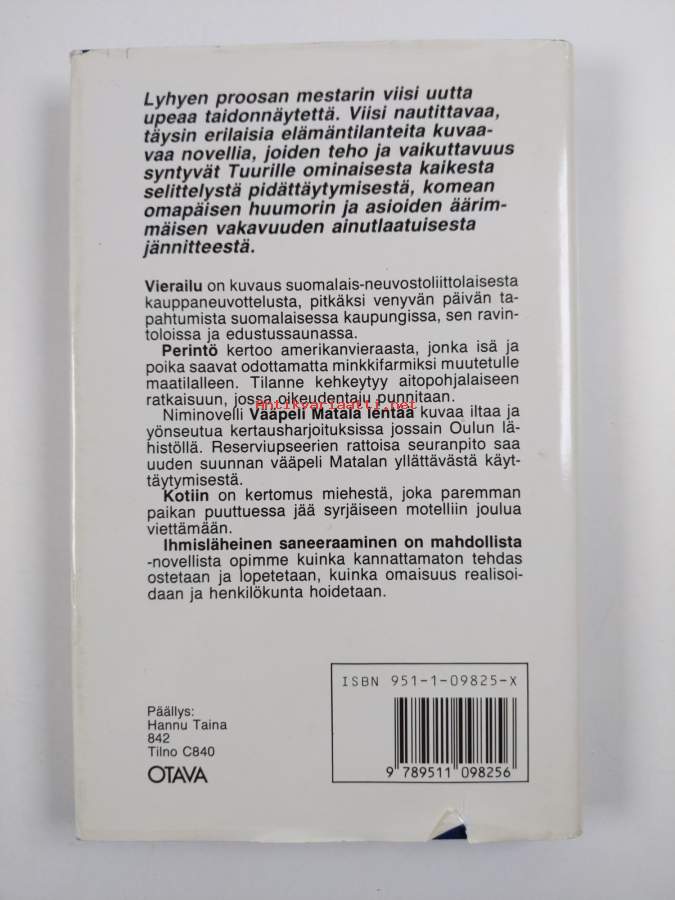 Lyhyen proosan mestarin viisi uutta
upeaa taidonnäytettä. Viisi nautittavaa,
täysin erilaisia elämäntilanteita kuvaa-
vaa novellia, joiden teho ja vaikuttavuus
syntyvät Tuurille ominaisesta kaikesta
selittelystä pidättäytymisestä, komean
omapäisen huumorin ja asioiden äärim-
mäisen vakavuuden ainutlaatuisesta
jännitteestä.
Vierailu on kuvaus suomalais-neuvostoliittolaisesta
kauppaneuvottelusta, pitkäksi venyvän päivän ta-
pahtumista suomalaisessa kaupungissa, sen ravin-
toloissa ja edustussaunassa.
Perintö kertoo amerikanvieraasta, jonka isä ja
poika saavat odottamatta minkkifarmiksi muutetulle
maatilalleen. Tilanne kehkeytyy aitopohjalaiseen
ratkaisuun, jossa oikeudentaju punnitaan.
Antikvariaatti.net
Niminovelli Vääpeli Matala lentää kuvaa iltaa ja
yönseutua kertausharjoituksissa jossain Oulun lä-
histöllä. Reserviupseerien rattoisa seuranpito saa
uuden suunnan vääpeli Matalan yllättävästä käyt-
täytymisestä.
Kotiin on kertomus miehestä, joka paremman
paikan puuttuessa jää syrjäiseen motelliin joulua
viettämään.
Ihmisläheinen saneeraaminen on mahdollista
-novellista opimme kuinka kannattamaton tehdas
ostetaan ja lopetetaan, kuinka omaisuus realisoi-
daan ja henkilökunta hoidetaan.
ISBN 951-1-09825-X
9 789511 098256
Päällys:
Hannu Taina
842
Tilno C840
OTAVA